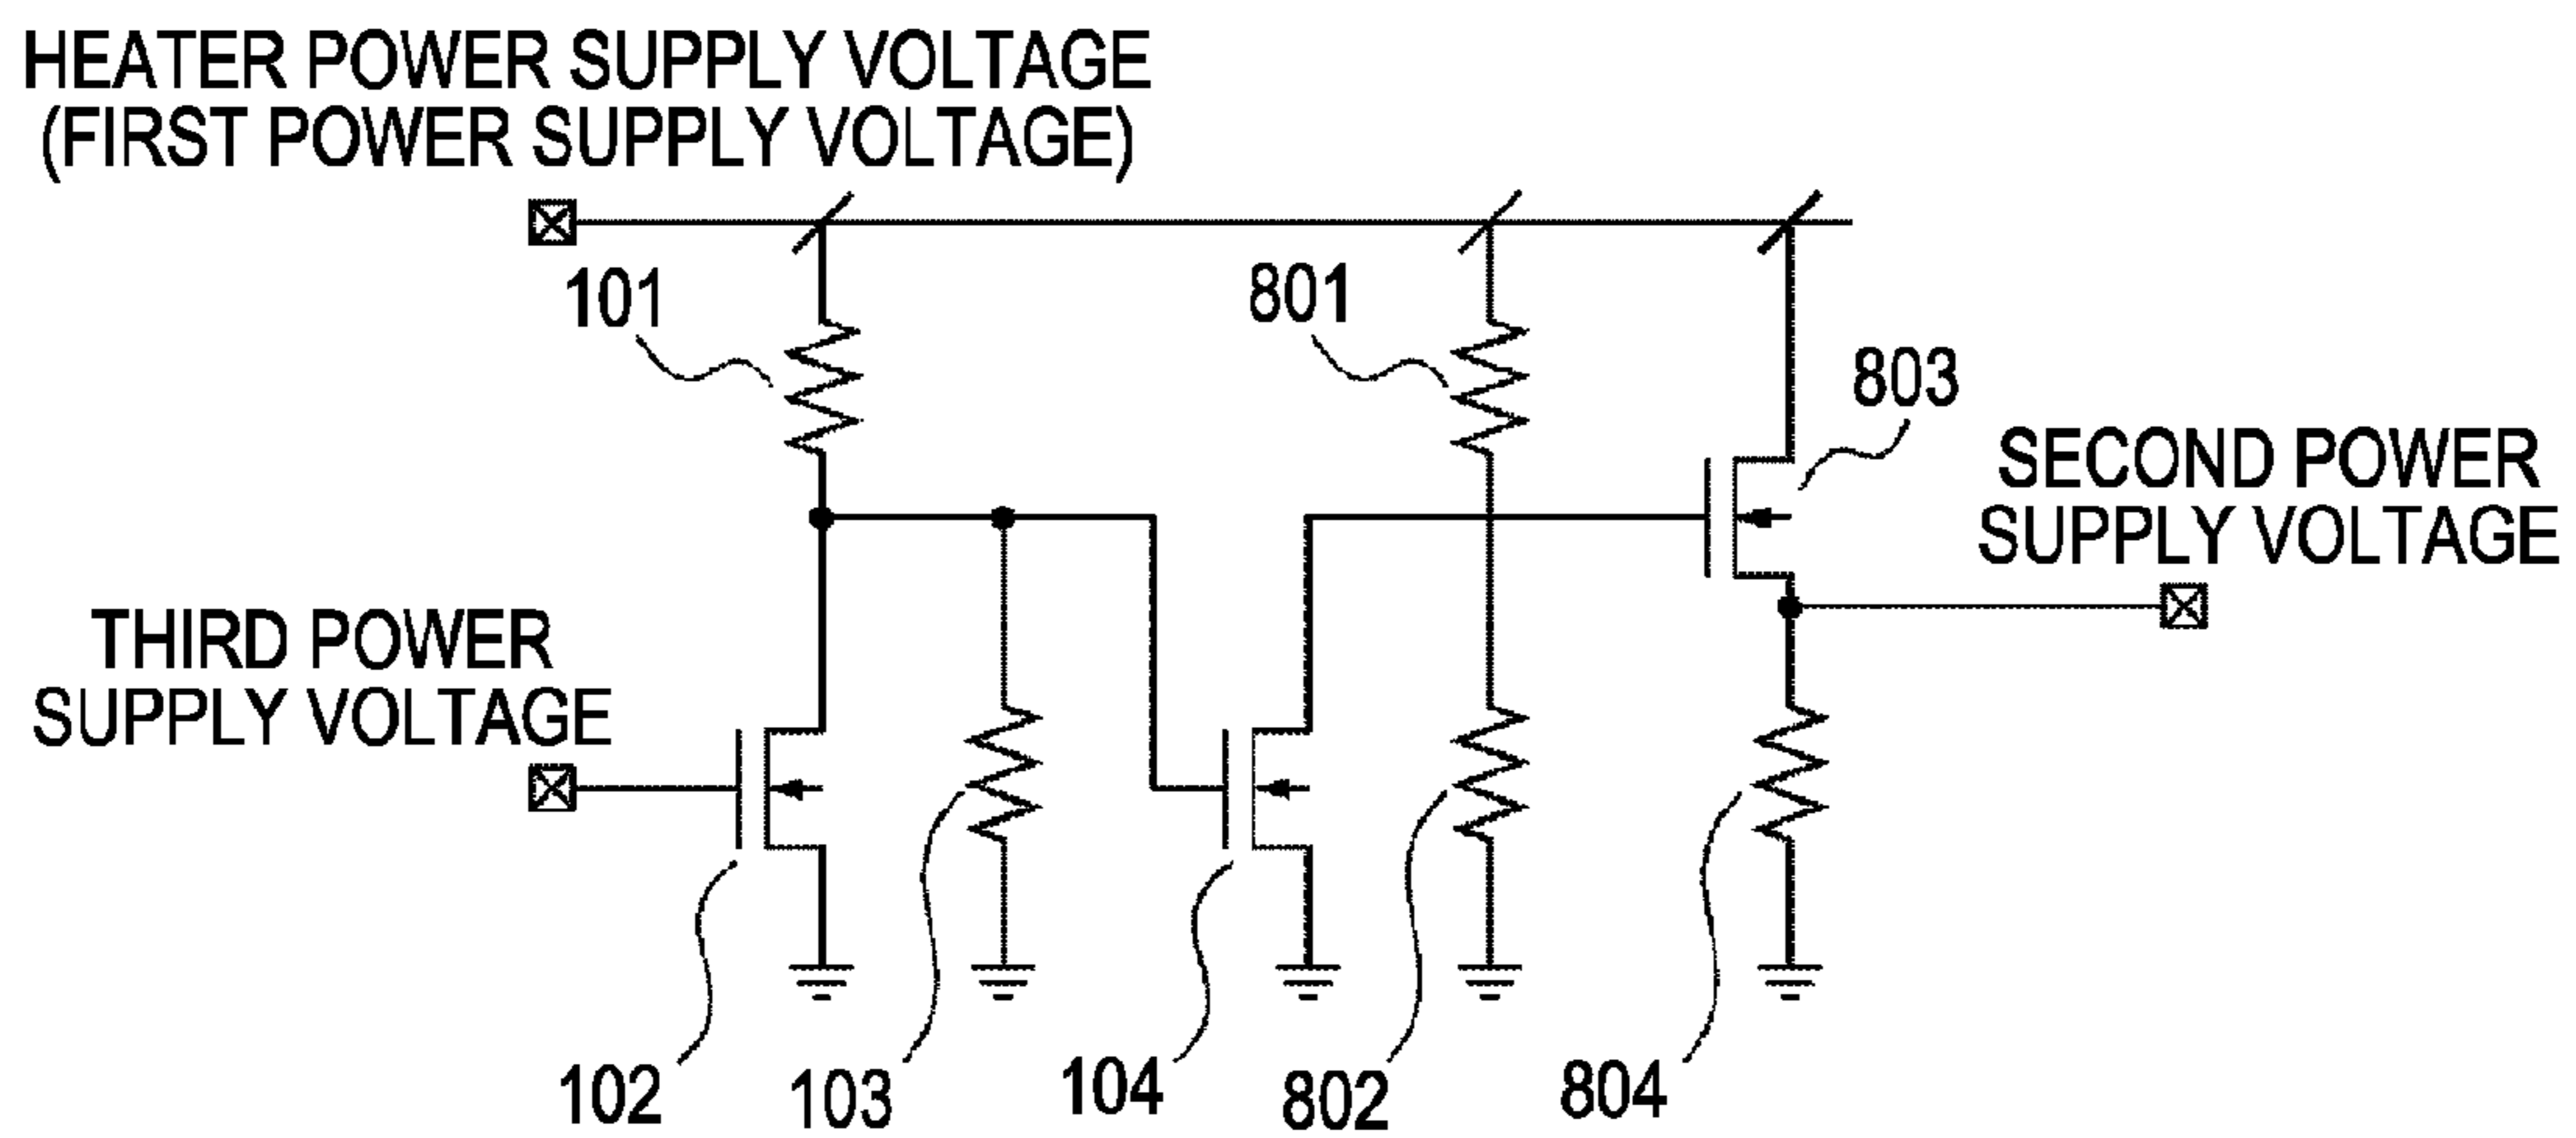 HEATER POWER SUPPLY VOLTAGE
(FIRST POWER SUPPLY VOLTAGE)
101
801
803
SECOND POWER
SUPPLY VOLTAGE
THIRD POWER
SUPPLY VOLTAGE
102
103
104
802
804